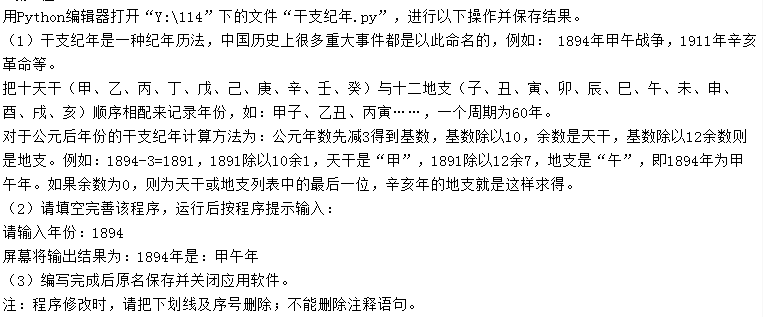 用Python编辑器打开“Y:\114”下的文件“干支纪年.py”,进行以下操作并保存结果。
(1)干支纪年是一种纪年历法,中国历史上很多重大事件都是以此命名的,例如: 1894年甲午战争,1911年辛亥
革命等。
把十天干(甲、乙、丙、丁、戊、己、庚、辛、壬、癸)与十二地支(子、丑、寅、卯、辰、巳、午、未、申、
酉、戌、亥)顺序相配来记录年份,如:甲子、乙丑、丙寅……,一个周期为60年。
对于公元后年份的干支纪年计算方法为:公元年数先减3得到基数,基数除以10,余数是天干,基数除以12余数则
是地支。例如:1894-3=1891,1891除以10余1,天干是“甲”,1891除以12余7,地支是“午”,即1894年为甲
午年。如果余数为0,则为天干或地支列表中的最后一位,辛亥年的地支就是这样求得。
(2)请填空完善该程序,运行后按程序提示输入:
请输入年份:1894
屏幕将输出结果为:1894年是:甲午年
(3)编写完成后原名保存并关闭应用软件。
注:程序修改时,请把下划线及序号删除;不能删除注释语句。